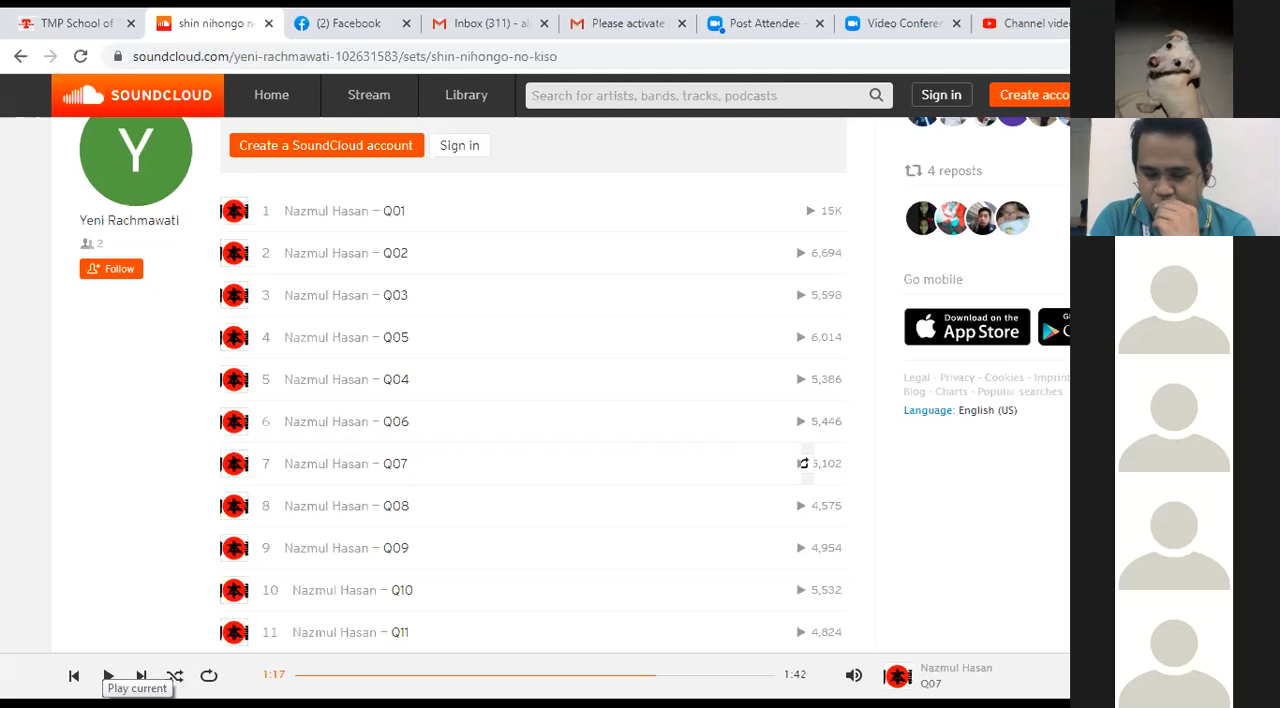 TMP School of
shin nihongo n
(2) Facebook
Inbox (311) - a
Please activate
Post Attendee -
Video Conferen
Channel video
soundcloud.com/yeni-rachmawati-102631583/sets/shin-nihongo-no-kiso
SOUNDCLOUD
Home
Stream
Library
Search for artists, bands, tracks, podcasts
Sign in
Create acco
Y
Create a SoundCloud account
Sign in
4 reposts
Yeni Rachmawati
2
Follow
1 Nazmul Hasan – Q01 15K
2 Nazmul Hasan – Q02 6,694
3 Nazmul Hasan – Q03 5,598
4 Nazmul Hasan – Q05 6,014
5 Nazmul Hasan – Q04 5,386
6 Nazmul Hasan – Q06 5,446
7 Nazmul Hasan – Q07 5,102
8 Nazmul Hasan – Q08 4,575
9 Nazmul Hasan – Q09 4,954
10 Nazmul Hasan – Q10 5,532
11 Nazmul Hasan – Q11 4,824
Go mobile
Download on the
App Store
Legal - Privacy - Cookies - Imprint
Blog - Charts - Popular searches
Language: English (US)
1:17
1:42
Nazmul Hasan
Q07
Play current